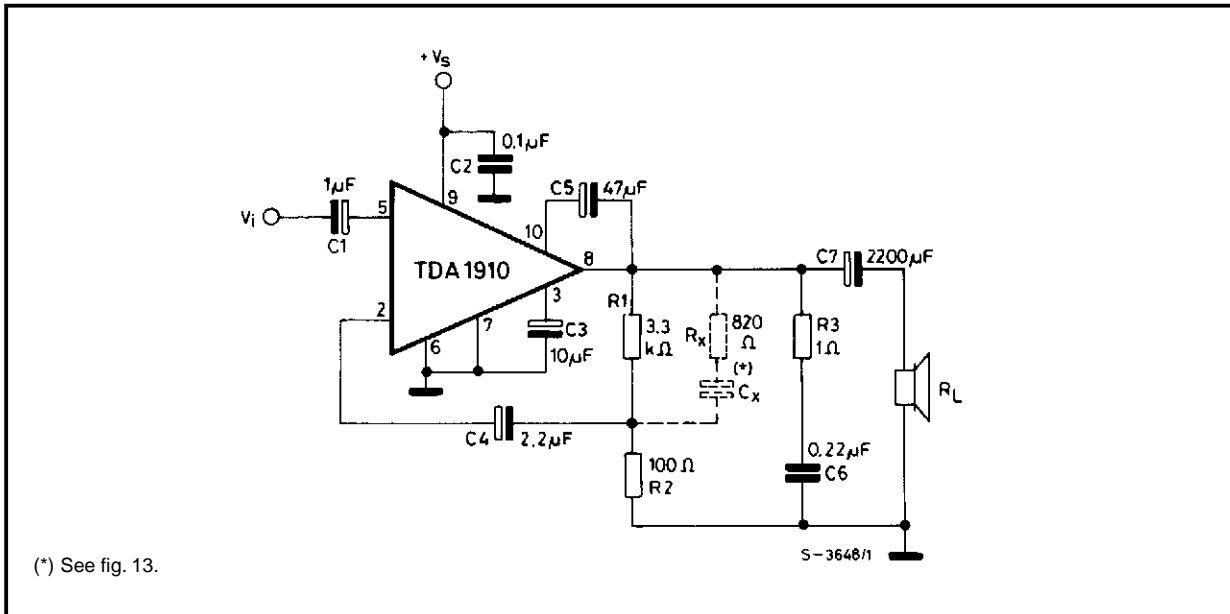 + Vs
0.1µF
C2
1µF
C5
47µF
9
Vi
5
10
C1
8
C7
2200µF
TDA1910
3
R1
2
7
C3
3.3
kΩ
Rx
820
Ω
R3
1Ω
6
10µF
(*)
Cx
RL
C4
2,2µF
100Ω
R2
0.22µF
C6
S-3648/1
(*) See fig. 13.